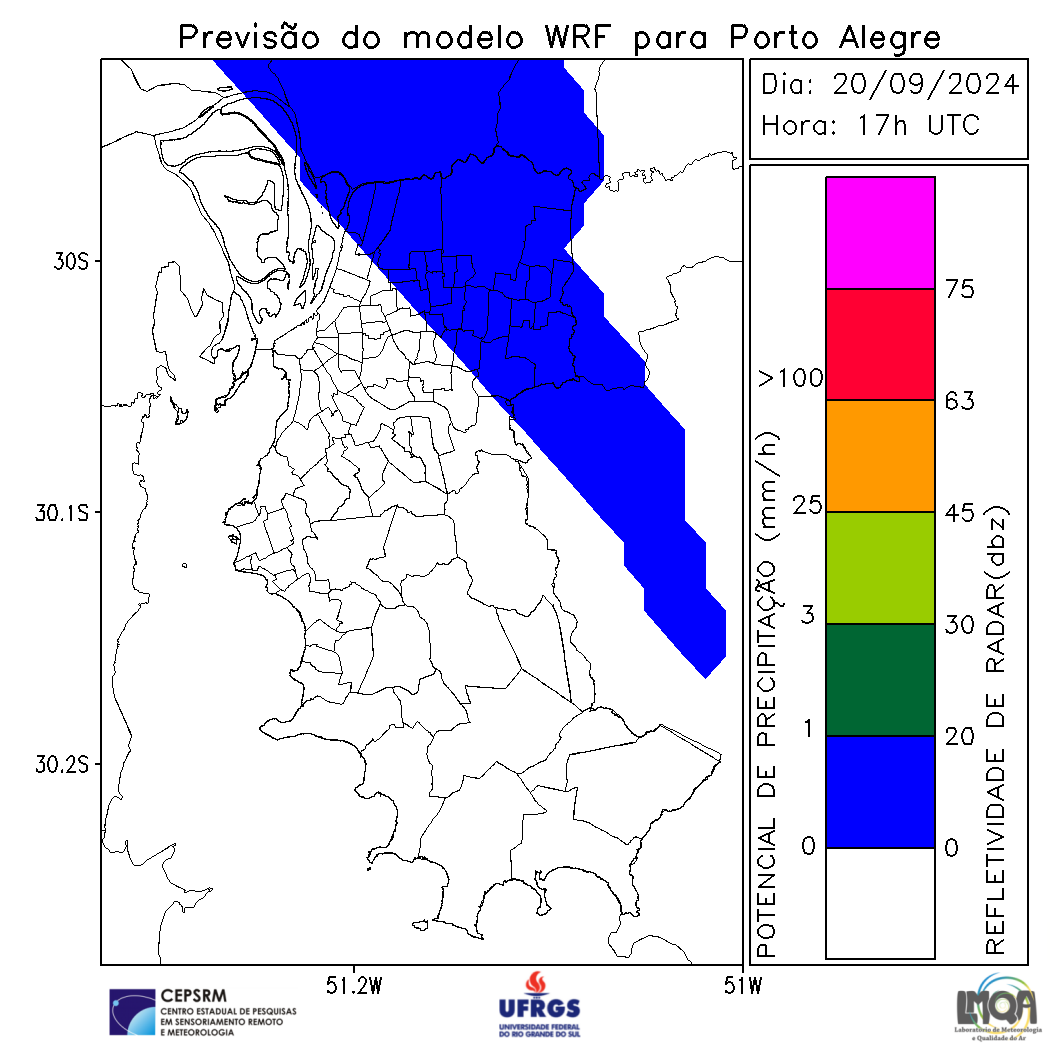 Previsão do modelo WRF para Porto Alegre
Dia: 20/09/2024
Hora: 17h UTC
30S
30.1S
30.2S
51.2W
51W
POTENCIAL DE PRECIPITAÇÃO (mm/h)
>100
25
3
1
0
75
63
45
30
20
0
REFLETIVIDADE DE RADAR(dbz)
CEPSRM
CENTRO ESTADUAL DE PESQUISAS
EM SENSORIAMENTO REMOTO
E METEOROLOGIA
UFRGS
UNIVERSIDADE FEDERAL
DO RIO GRANDE DO SUL
LMQA
Laboratório de Meteorologia
e Qualidade do Ar